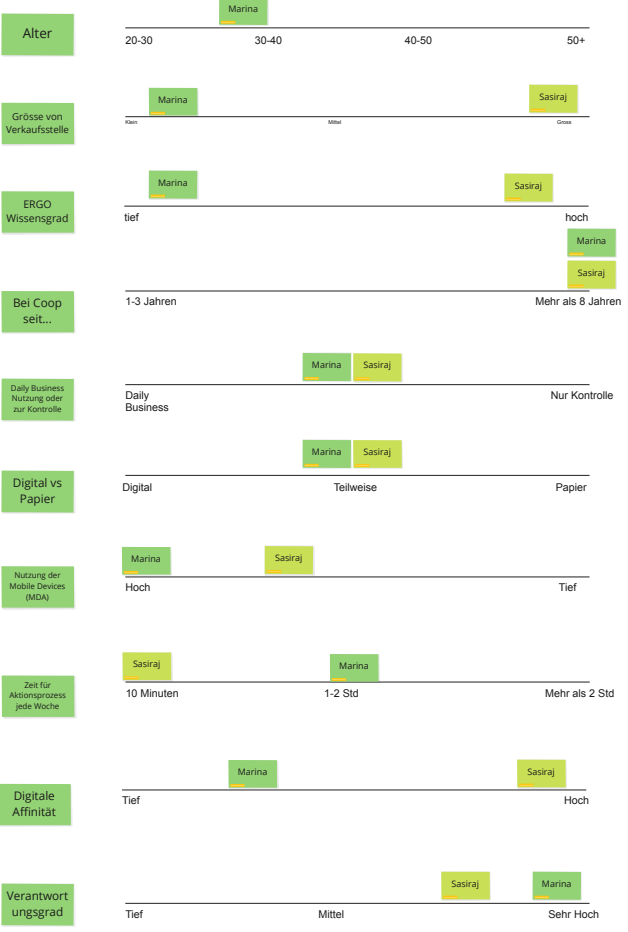 Marina
Alter
20-30 30-40 40-50 50+
Marina Sasiraj
Grösse von
Verkaufsstelle
Klein Mittel Gross
Marina Sasiraj
ERGO
Wissensgrad
tief hoch
Marina
Sasiraj
Bei Coop
seit...
1-3 Jahren Mehr als 8 Jahren
Marina Sasiraj
Daily Business
Nutzung oder
zur Kontrolle
Daily
Business
Nur Kontrolle
Marina Sasiraj
Digital vs
Papier
Digital Teilweise Papier
Marina Sasiraj
Nutzung der
Mobile Devices
(MDA)
Hoch Tief
Sasiraj Marina
Zeit für
Aktionsprozess
jede Woche
10 Minuten 1-2 Std Mehr als 2 Std
Marina Sasiraj
Digitale
Affinität
Tief Hoch
Sasiraj Marina
Verantwort
ungsgrad
Tief Mittel Sehr Hoch